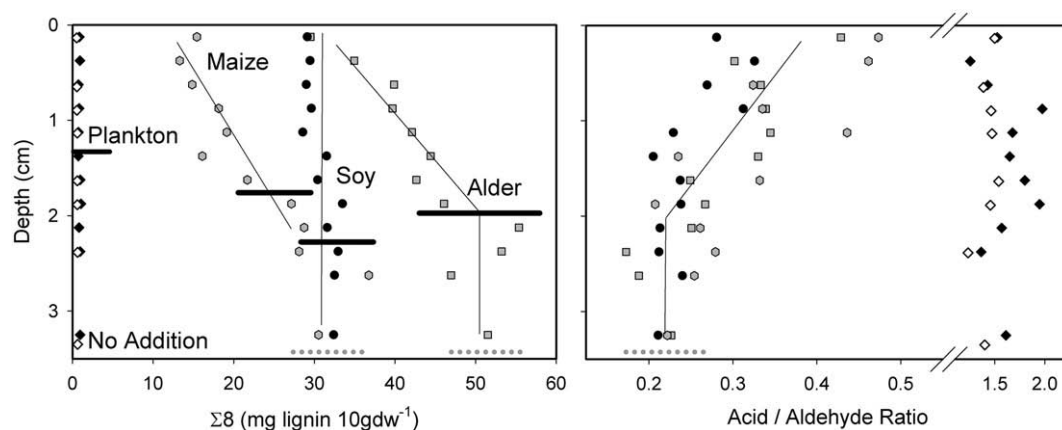 0
1
2
3
Depth (cm)
Maize
Plankton
Soy
Alder
No Addition
0 10 20 30 40 50 60
Σ8 (mg lignin 10gdw⁻¹)
0.2 0.3 0.4 0.5 1.5 2.0
Acid / Aldehyde Ratio